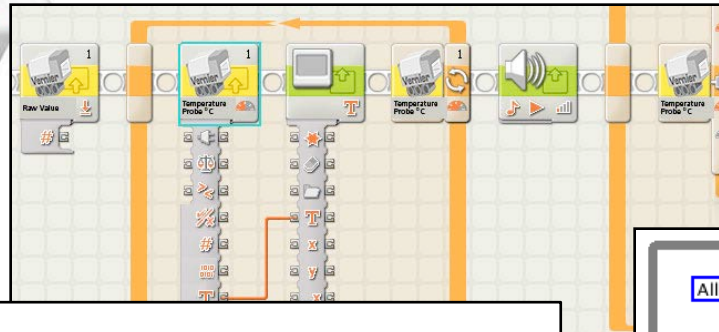 1
Vernier
Raw Value
#
1
Vernier
Temperature
Probe °C
T
1
Vernier
Temperature
Probe °C
Vernier
Temperature
Probe °C
#
T
T
x
y
All